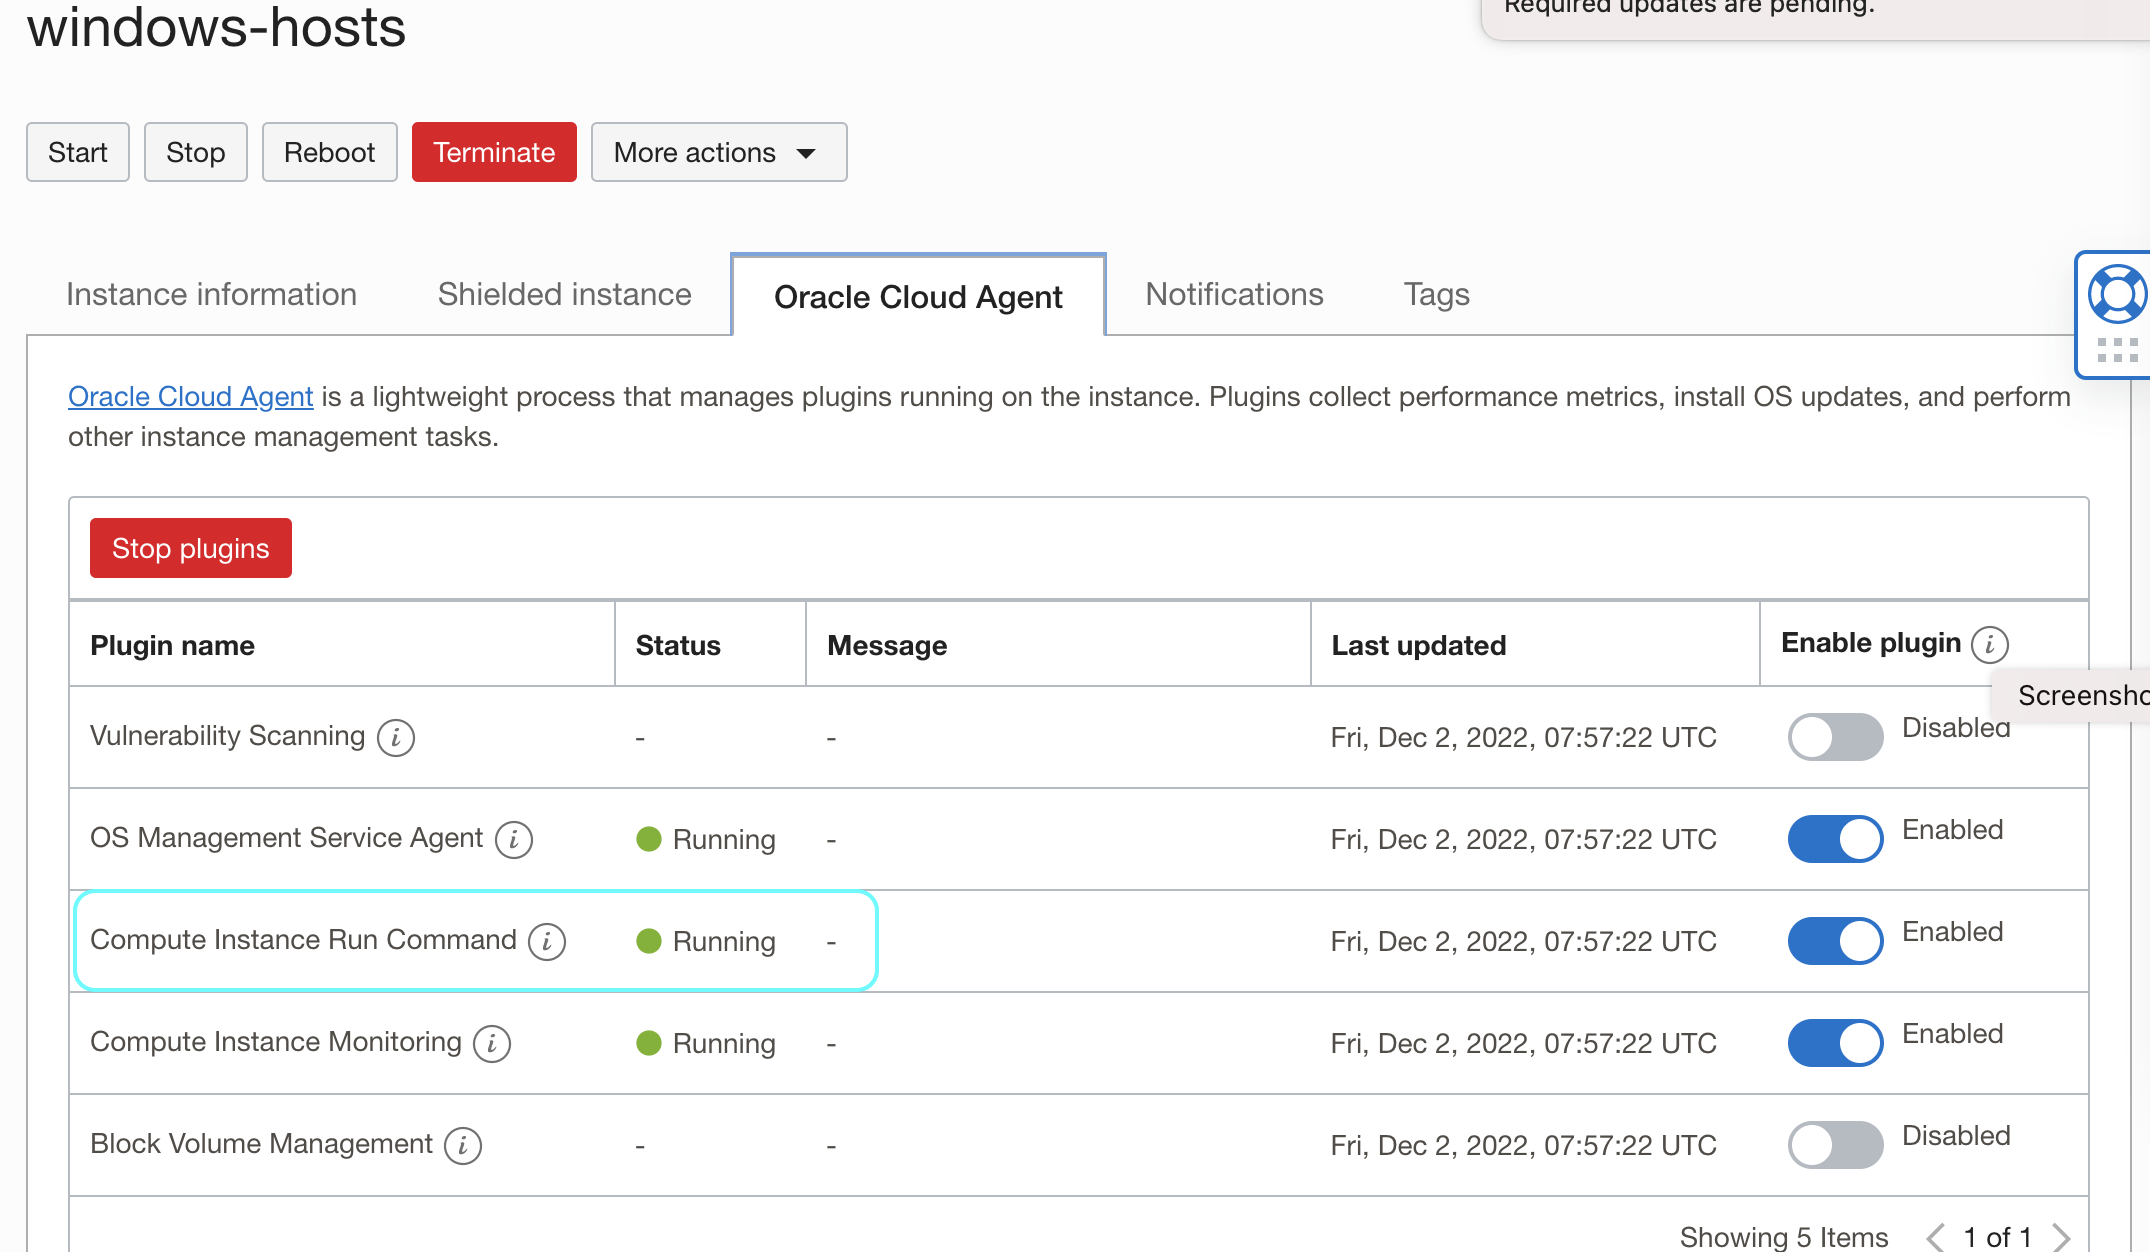 windows-hosts
Required updates are pending.
Start Stop Reboot Terminate More actions
Instance information Shielded instance Oracle Cloud Agent Notifications Tags
Oracle Cloud Agent is a lightweight process that manages plugins running on the instance. Plugins collect performance metrics, install OS updates, and perform
other instance management tasks.
Stop plugins
Plugin name Status Message Last updated Enable plugin i
Vulnerability Scanning i - - Fri, Dec 2, 2022, 07:57:22 UTC Disabled
OS Management Service Agent i Running - Fri, Dec 2, 2022, 07:57:22 UTC Enabled
Compute Instance Run Command i Running - Fri, Dec 2, 2022, 07:57:22 UTC Enabled
Compute Instance Monitoring i Running - Fri, Dec 2, 2022, 07:57:22 UTC Enabled
Block Volume Management i - - Fri, Dec 2, 2022, 07:57:22 UTC Disabled
Showing 5 Items < 1 of 1 >